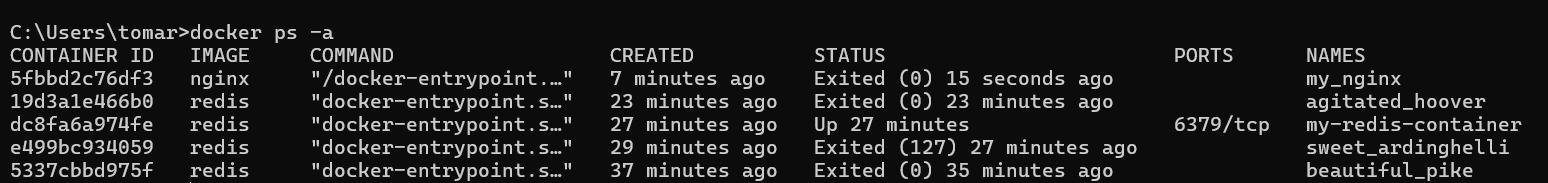 C:\Users\tomar>docker ps -a
CONTAINER ID   IMAGE     COMMAND                  CREATED          STATUS                        PORTS      NAMES
5fbbd2c76df3   nginx     "/docker-entrypoint.…"   7 minutes ago    Exited (0) 15 seconds ago                my_nginx
19d3a1e466b0   redis     "docker-entrypoint.s…"   23 minutes ago   Exited (0) 23 minutes ago                agitated_hoover
dc8fa6a974fe   redis     "docker-entrypoint.s…"   27 minutes ago   Up 27 minutes                 6379/tcp   my-redis-container
e499bc934059   redis     "docker-entrypoint.s…"   29 minutes ago   Exited (127) 27 minutes ago              sweet_ardinghelli
5337cbbd975f   redis     "docker-entrypoint.s…"   37 minutes ago   Exited (0) 35 minutes ago                beautiful_pike